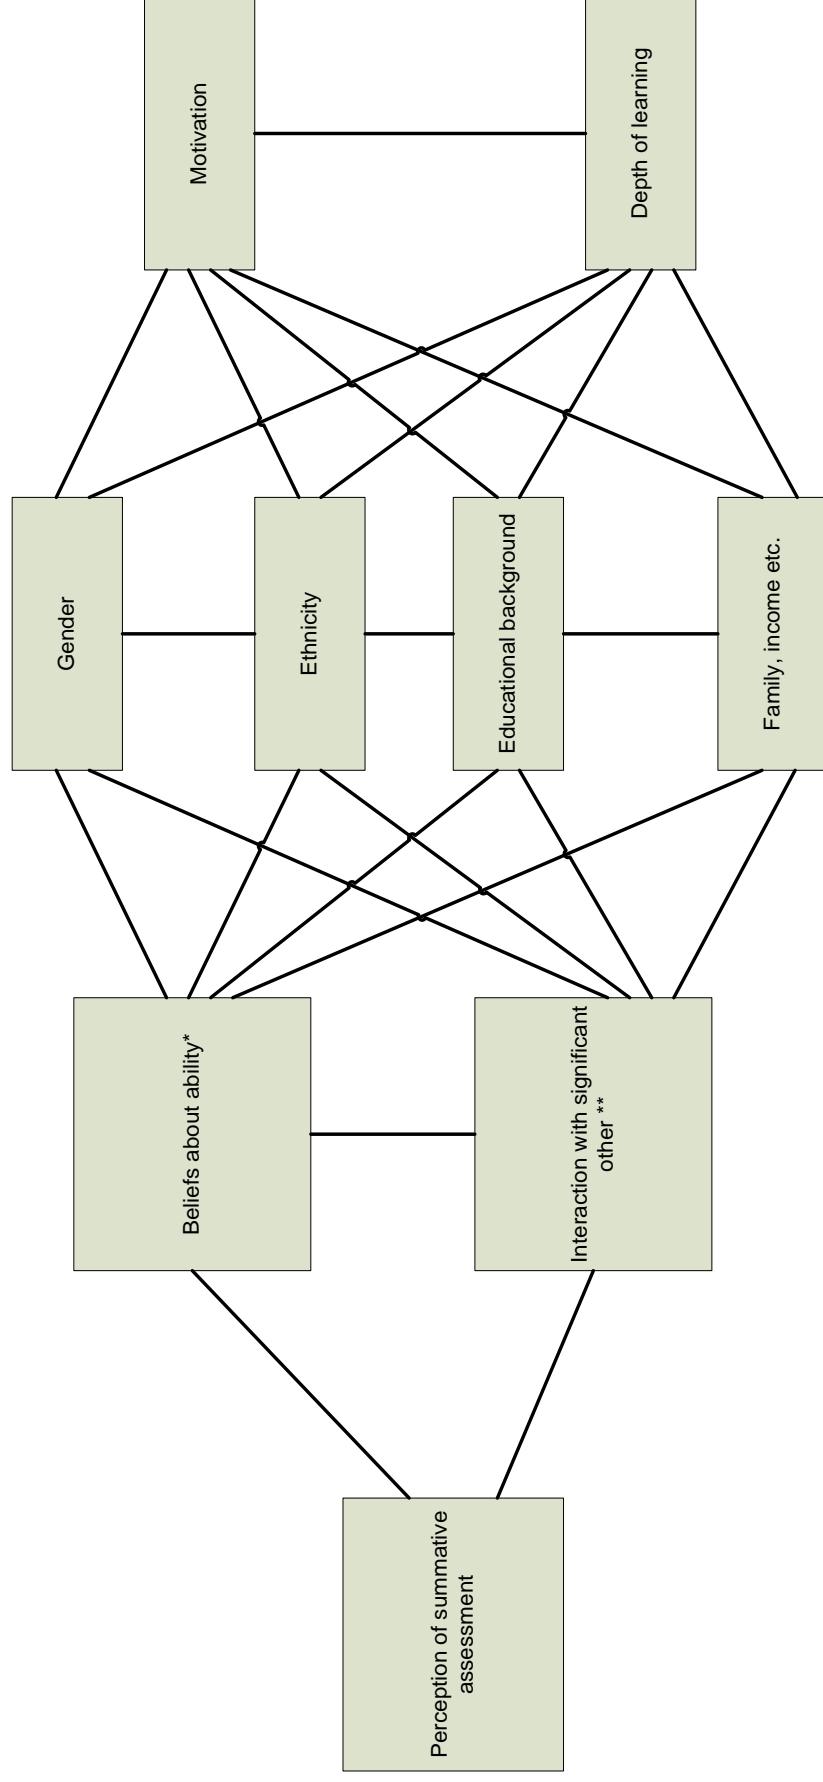 Perception of summative
assessment
Beliefs about ability*
Interaction with significant
other **
Gender
Ethnicity
Educational background
Family, income etc.
Motivation
Depth of learning